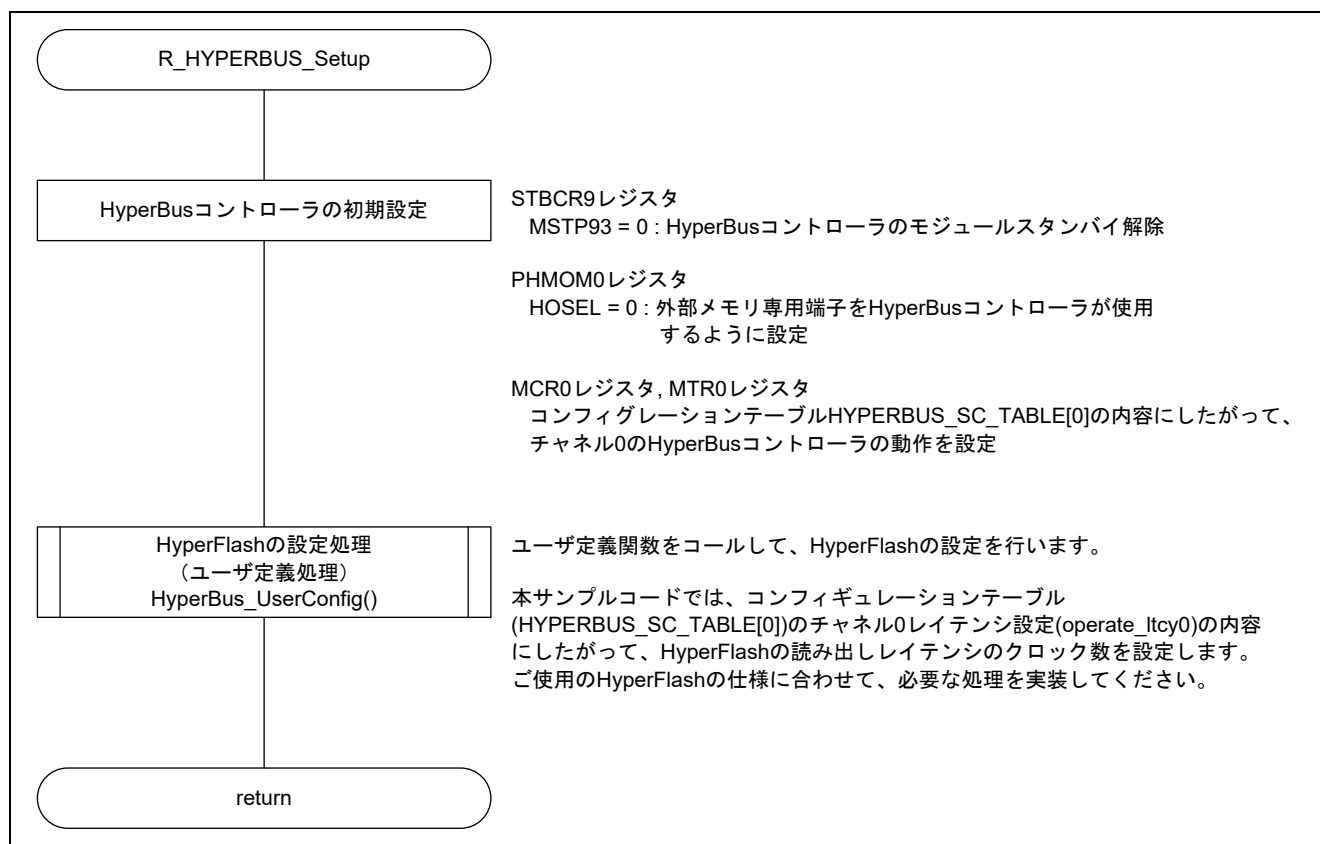 R_HYPERBUS_Setup
HyperBusコントローラの初期設定
STBCR9レジスタ
MSTP93 = 0 : HyperBusコントローラのモジュールスタンバイ解除
PHMOM0レジスタ
HOSEL = 0 : 外部メモリ専用端子をHyperBusコントローラが使用
するように設定
MCR0レジスタ, MTR0レジスタ
コンフィグレーションテーブルHYPERBUS_SC_TABLE[0]の内容にしたがって、
チャネル0のHyperBusコントローラの動作を設定
HyperFlashの設定処理
（ユーザ定義処理）
HyperBus_UserConfig()
ユーザ定義関数をコールして、HyperFlashの設定を行います。
本サンプルコードでは、コンフィギュレーションテーブル
(HYPERBUS_SC_TABLE[0])のチャネル0レイテンシ設定(operate_ltcy0)の内容
にしたがって、HyperFlashの読み出しレイテンシのクロック数を設定します。
ご使用のHyperFlashの仕様に合わせて、必要な処理を実装してください。
return